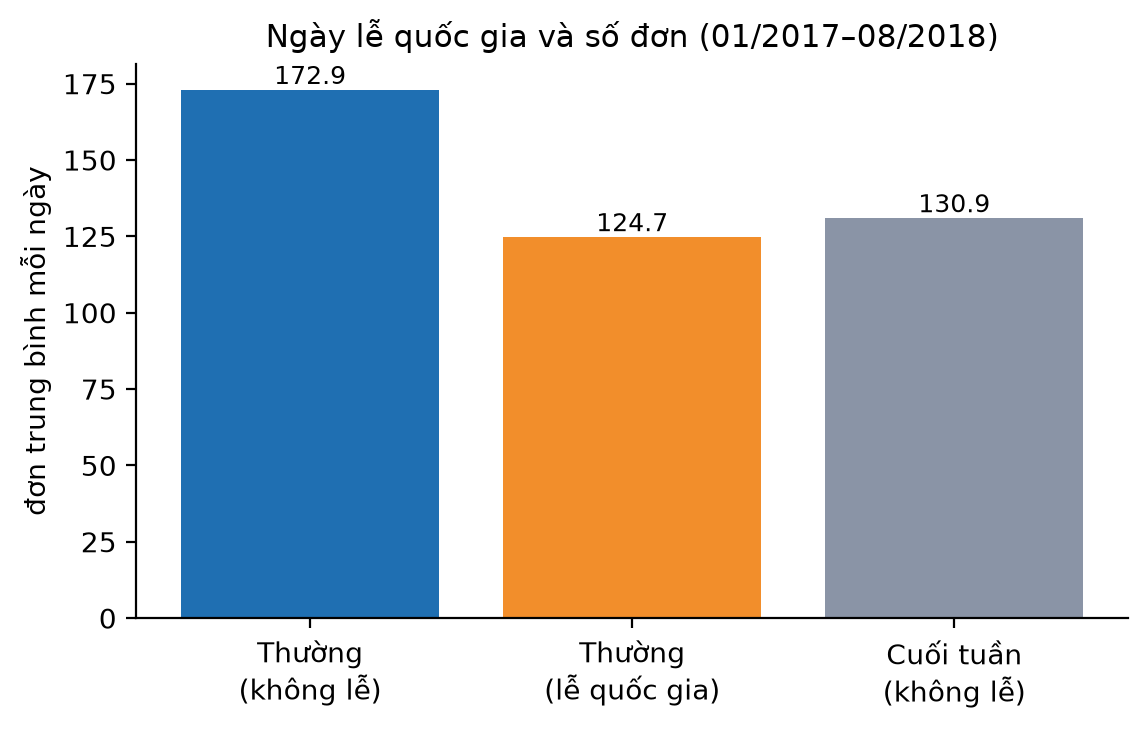 Ngày lễ quốc gia và số đơn (01/2017–08/2018)
đơn trung bình mỗi ngày
175
150
125
100
75
50
25
0
172.9
124.7
130.9
Thường
(không lễ)
Thường
(lễ quốc gia)
Cuối tuần
(không lễ)